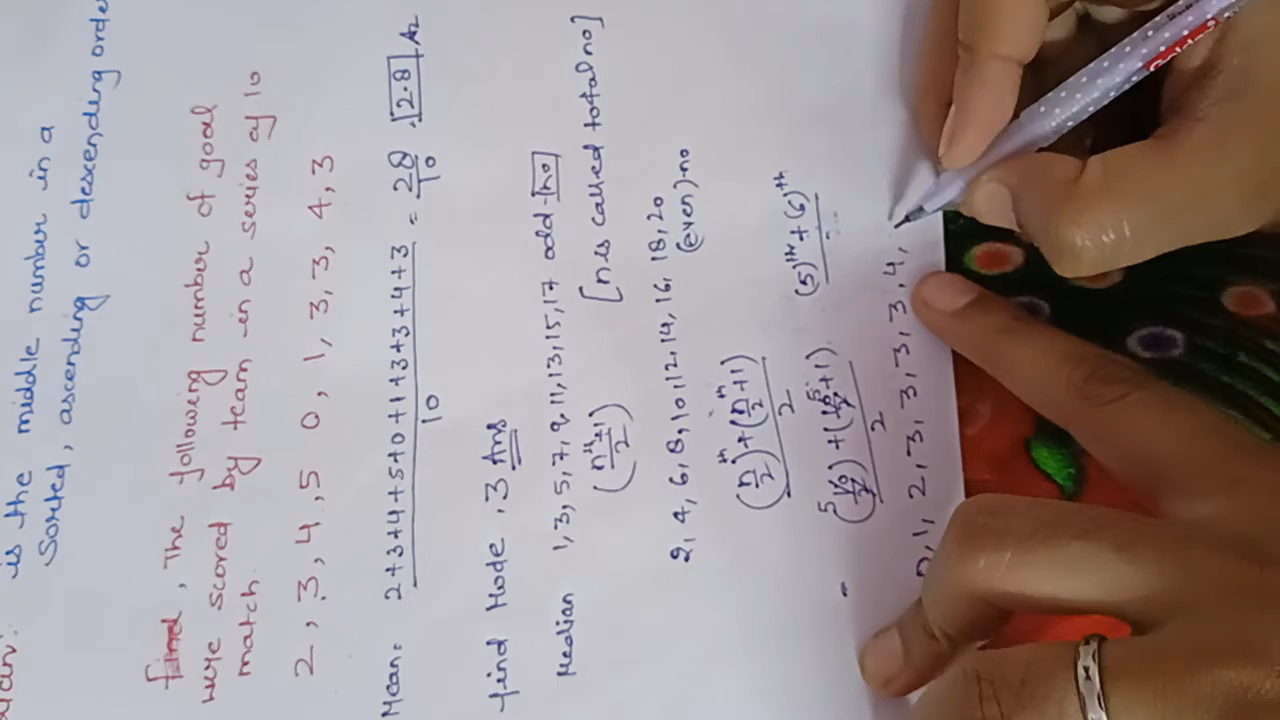 is the middle number in a
Sorted, ascending or descending orde
find, The following number of goal
were scored by team in a series of 10
match.
2, 3, 4, 5 0, 1, 3, 3, 4, 3
Mean: 2+3+4+5+0+1+3+3+4+3/10 = 28/10 . 2.8 A2
find Mode . 3 Ans
Median 1,3,5,7,9,11,13,15,17 odd-no
(n+1/2)th [n is called total no]
2, 4, 6, 8, 10, 12, 14, 16, 18, 20
(even)-no
(n/2)th + (n/2+1)th/2
(10/2) + (10/2+1)/2 (5)th+(6)th
0, 1, 2, 3, 3, 3, 3, 4,